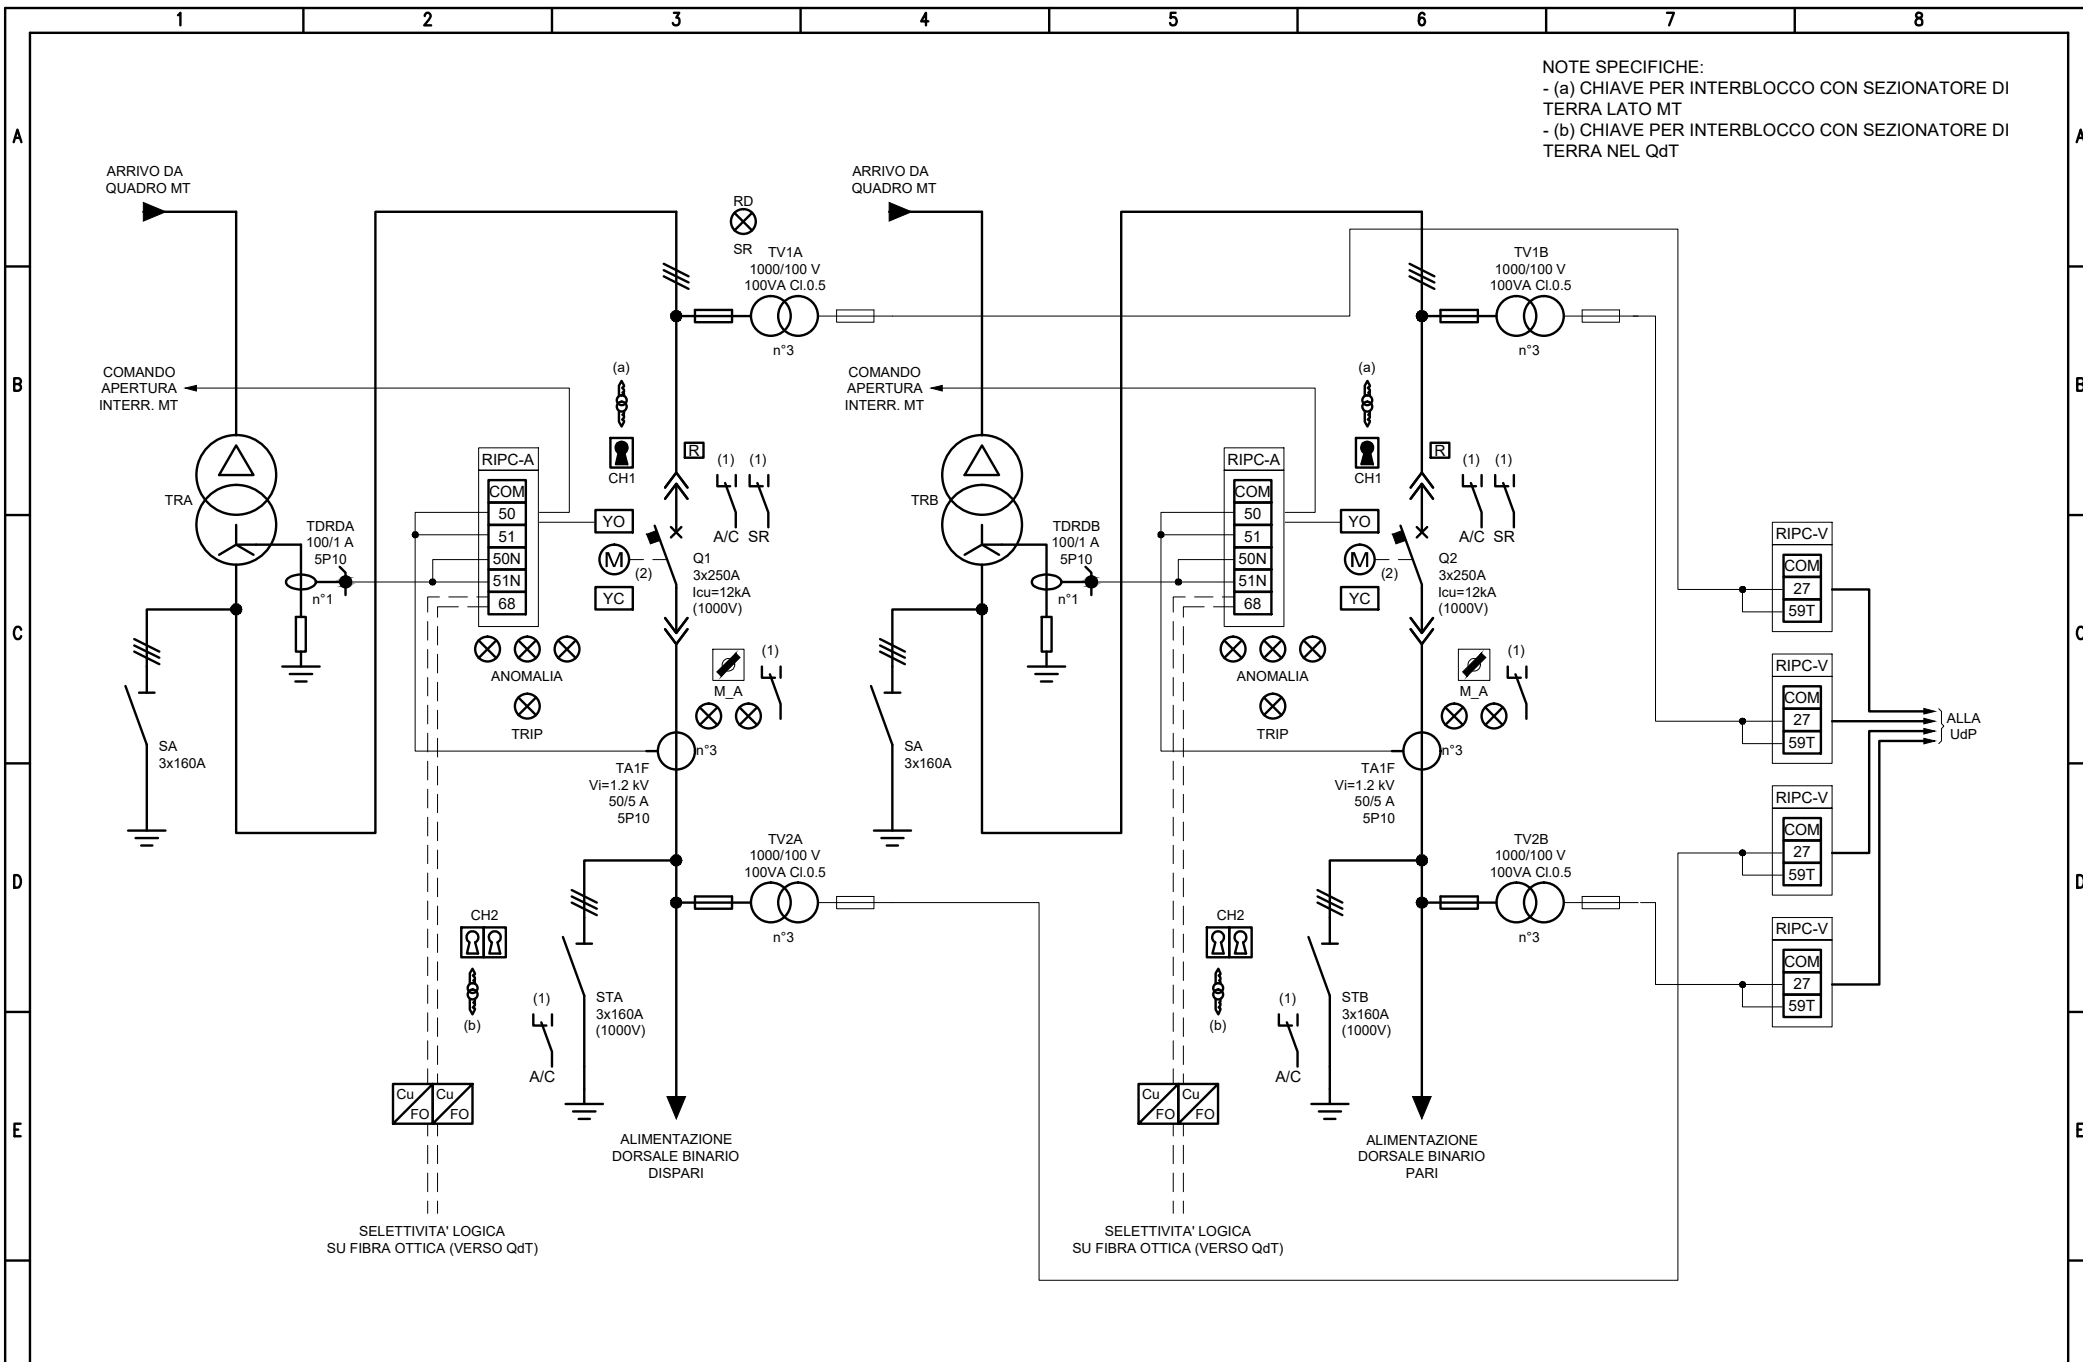 1 2 3 4 5 6 7 8
NOTE SPECIFICHE:
- (a) CHIAVE PER INTERBLOCCO CON SEZIONATORE DI
TERRA LATO MT
- (b) CHIAVE PER INTERBLOCCO CON SEZIONATORE DI
TERRA NEL QdT
A
A
B
B
C
C
D
D
E
E
ARRIVO DA
QUADRO MT
RD
SR
TV1A
1000/100 V
100VA Cl.0.5
n°3
COMANDO
APERTURA
INTERR. MT
(a)
CH1
R
(1) (1)
A/C SR
TRA
TDRDA
100/1 A
5P10
n°1
RIPC-A
COM
50
51
50N
51N
68
YO
M
(2)
YC
Q1
3x250A
Icu=12kA
(1000V)
ANOMALIA
TRIP
M_A
(1)
SA
3x160A
n°3
TA1F
Vi=1.2 kV
50/5 A
5P10
TV2A
1000/100 V
100VA Cl.0.5
n°3
CH2
(b)
(1)
A/C
STA
3x160A
(1000V)
Cu
FO
Cu
FO
ALIMENTAZIONE
DORSALE BINARIO
DISPARI
SELETTIVITA' LOGICA
SU FIBRA OTTICA (VERSO QdT)
ARRIVO DA
QUADRO MT
TV1B
1000/100 V
100VA Cl.0.5
n°3
COMANDO
APERTURA
INTERR. MT
(a)
CH1
R
(1) (1)
A/C SR
TRB
TDRDB
100/1 A
5P10
n°1
RIPC-A
COM
50
51
50N
51N
68
YO
M
(2)
YC
Q2
3x250A
Icu=12kA
(1000V)
ANOMALIA
TRIP
M_A
(1)
SA
3x160A
n°3
TA1F
Vi=1.2 kV
50/5 A
5P10
TV2B
1000/100 V
100VA Cl.0.5
n°3
CH2
(b)
(1)
A/C
STB
3x160A
(1000V)
Cu
FO
Cu
FO
ALIMENTAZIONE
DORSALE BINARIO
PARI
SELETTIVITA' LOGICA
SU FIBRA OTTICA (VERSO QdT)
RIPC-V
COM
27
59T
RIPC-V
COM
27
59T
RIPC-V
COM
27
59T
RIPC-V
COM
27
59T
ALLA
UdP